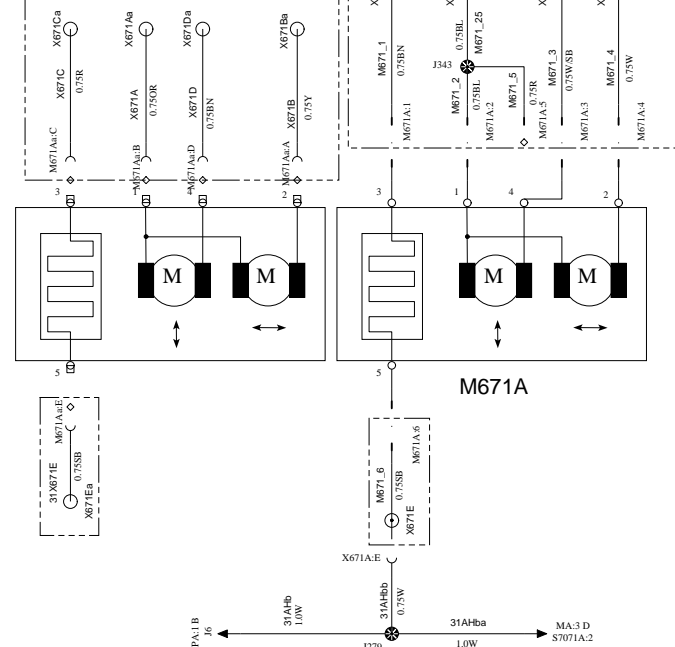 X671Ca
X671Aa
X671Da
X671Ba
X671C
0.75R
X671A
0.75OR
X671D
0.75BN
X671B
0.75Y
M671Aa:C
M671Aa:B
M671Aa:D
M671Aa:A
M671_1
0.75BN
0.75BL
M671_25
J343
M671_2
0.75BL
M671_5
0.75R
M671_3
0.75W/SB
M671_4
0.75W
M671A:1
M671A:2
M671A:5
M671A:3
M671A:4
3
1
4
2
3
1
4
2
M
M
M
M
5
5
M671A
M671Aa:E
31X671E
0.75SB
X671Ea
M671A:6
M671_6
0.75SB
X671E
X671A:E
31AHbb
0.75W
PA:1 B
J6
31AHb
1.0W
J279
31AHba
1.0W
MA:3 D
S7071A:2